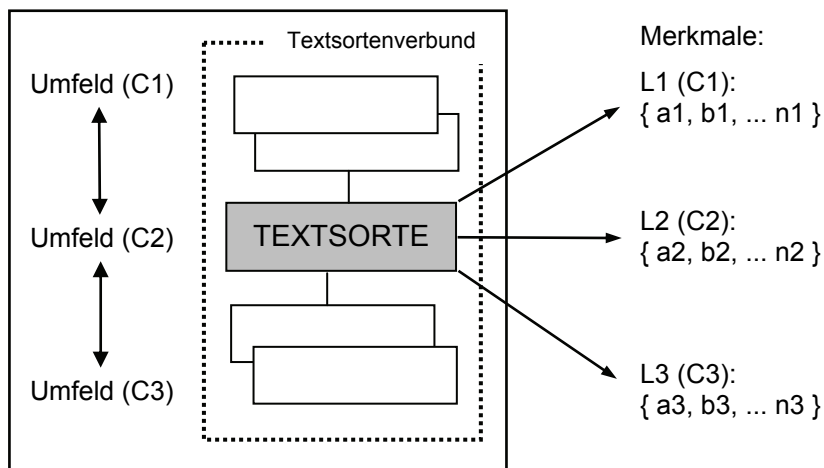 Textsortenverbund
Merkmale:
Umfeld (C1)
L1 (C1):
{ a1, b1, ... n1 }
Umfeld (C2)
TEXTSORTE
L2 (C2):
{ a2, b2, ... n2 }
Umfeld (C3)
L3 (C3):
{ a3, b3, ... n3 }